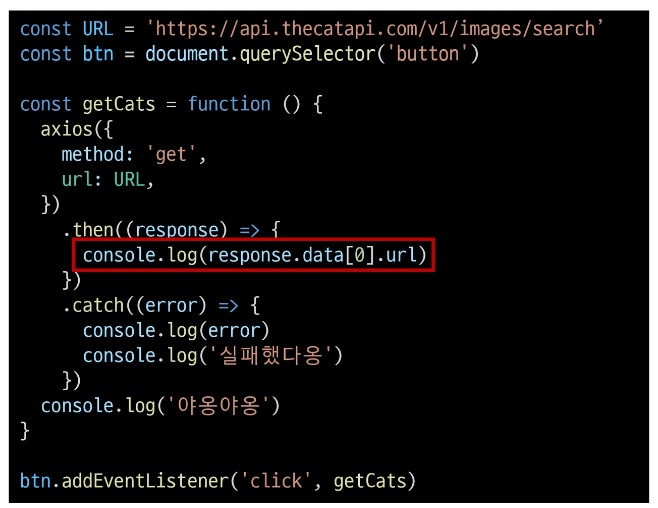 const URL = 'https://api.thecatapi.com/v1/images/search’
const btn = document.querySelector('button')
const getCats = function () {
axios({
method: 'get',
url: URL,
})
.then((response) => {
console.log(response.data[0].url)
})
.catch((error) => {
console.log(error)
console.log('실패했다옹')
})
console.log('야옹야옹')
}
btn.addEventListener('click', getCats)